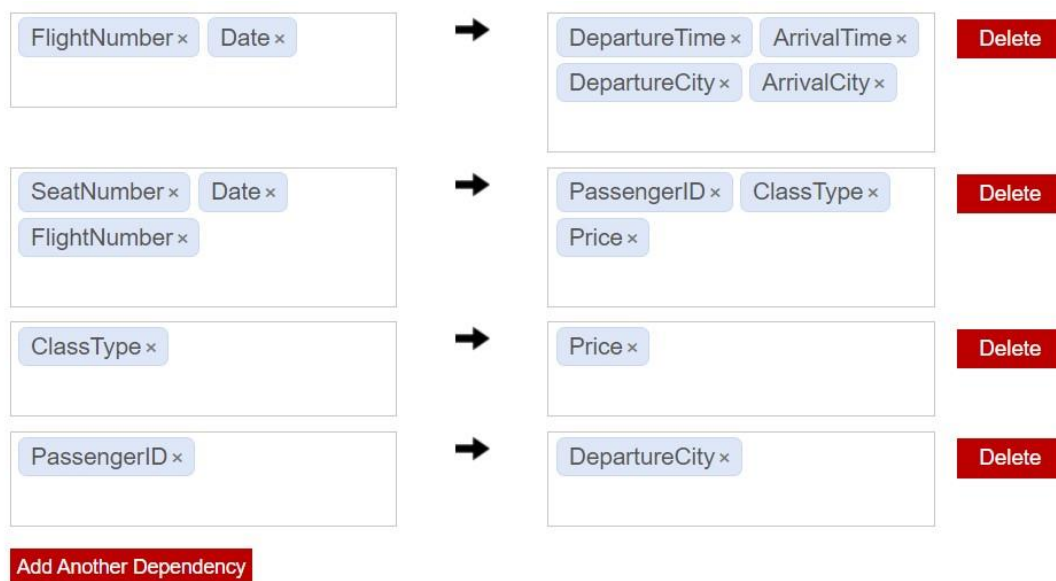 FlightNumber× Date× → DepartureTime× ArrivalTime× Delete
DepartureCity× ArrivalCity×
SeatNumber× Date× → PassengerID× ClassType× Delete
FlightNumber× Price×
ClassType× → Price× Delete
PassengerID× → DepartureCity× Delete
Add Another Dependency